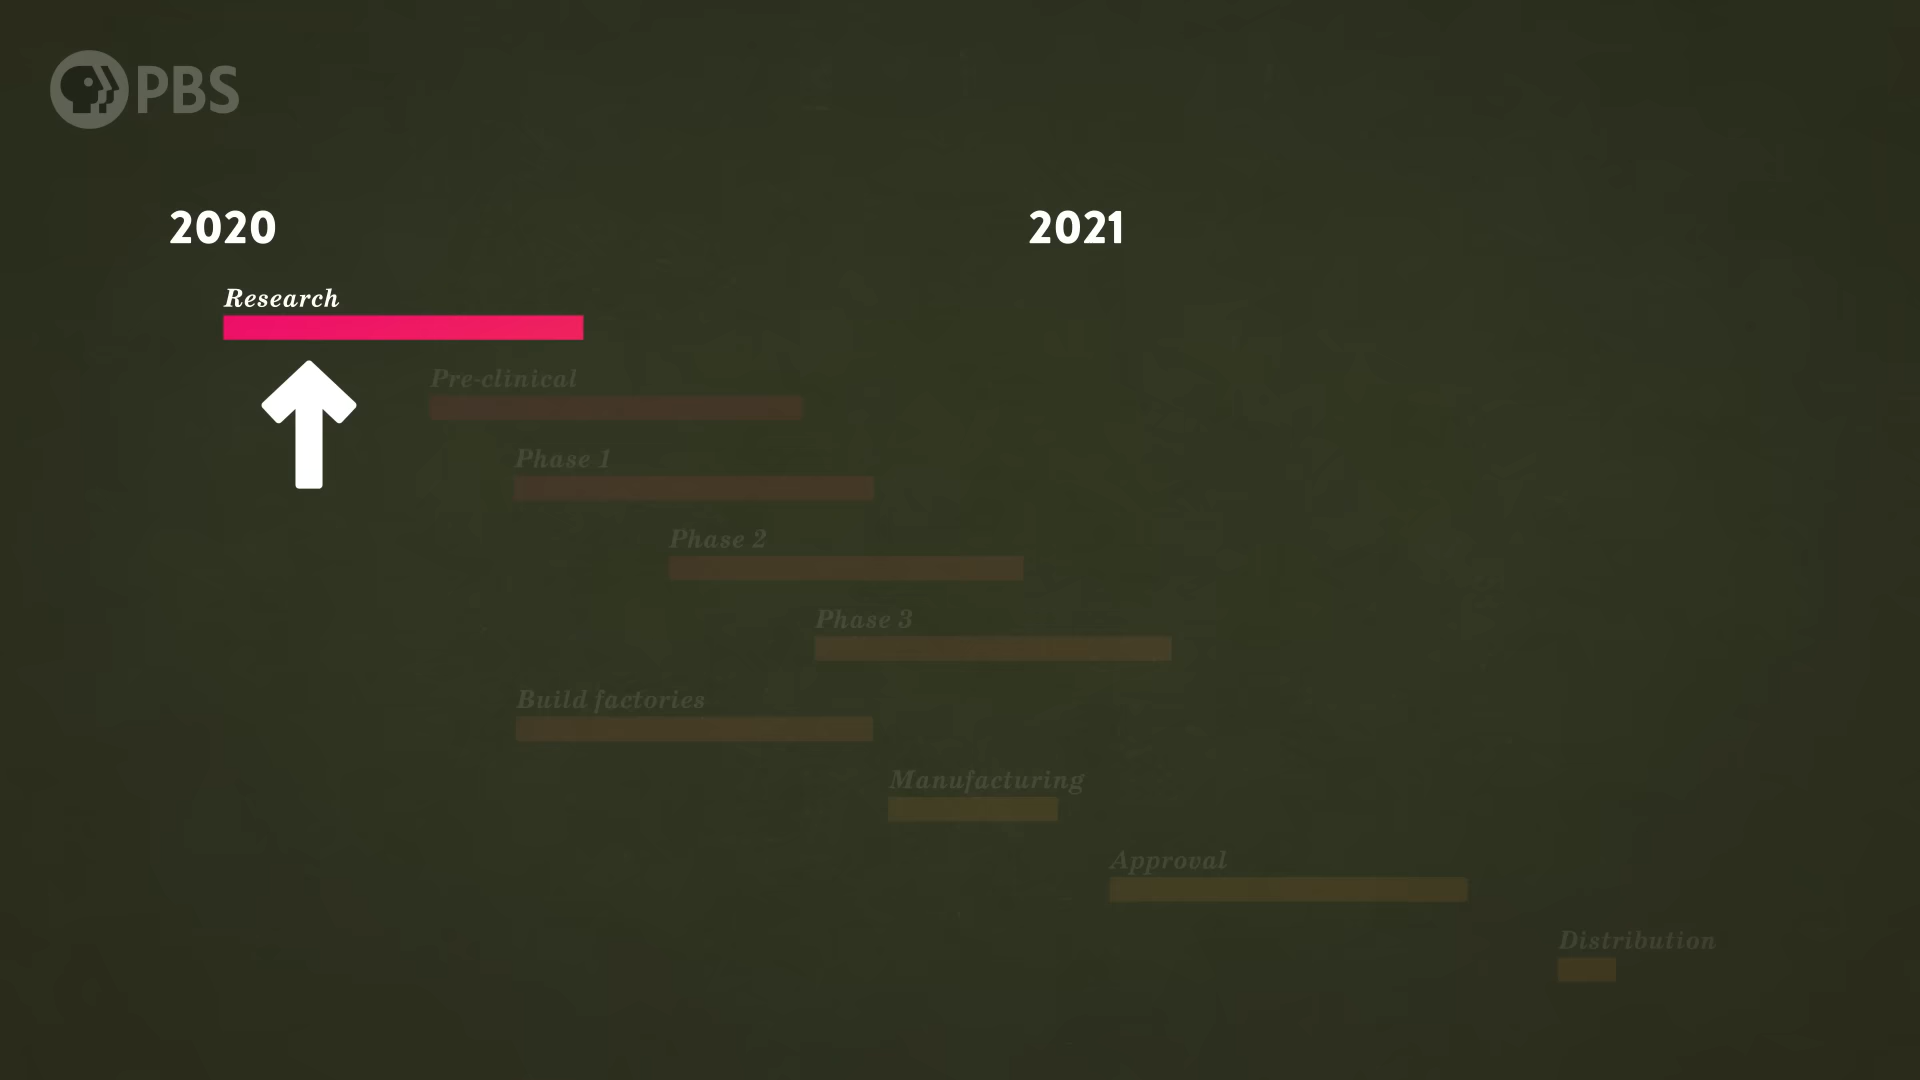 PBS
2020 2021
Research
Pre-clinical
Phase 1
Phase 2
Phase 3
Build factories
Manufacturing
Approval
Distribution